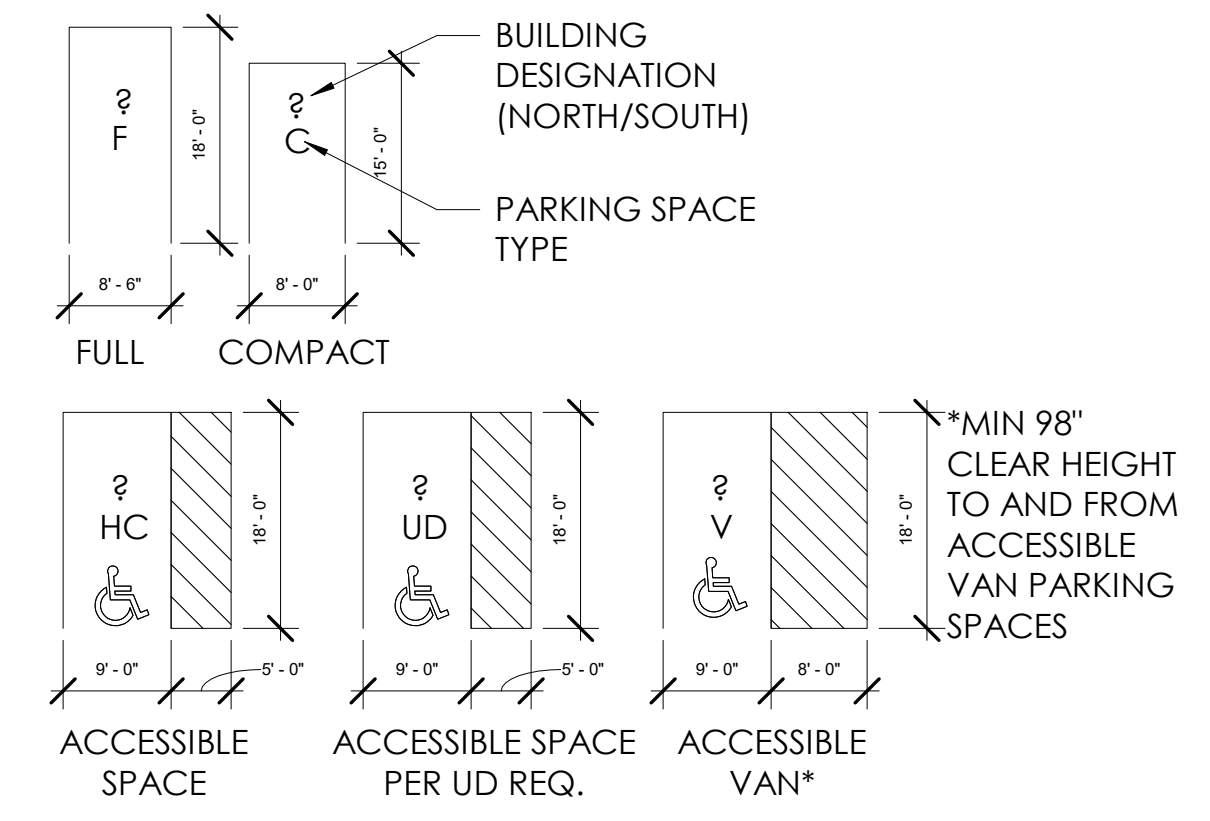 ?
F
18' - 0"
8' - 6"
FULL
?
C
15' - 0"
8' - 0"
COMPACT
BUILDING
DESIGNATION
(NORTH/SOUTH)
PARKING SPACE
TYPE
?
HC
18' - 0"
9' - 0"
5' - 0"
ACCESSIBLE
SPACE
?
UD
18' - 0"
9' - 0"
5' - 0"
ACCESSIBLE SPACE
PER UD REQ.
?
V
18' - 0"
9' - 0"
8' - 0"
ACCESSIBLE
VAN*
*MIN 98"
CLEAR HEIGHT
TO AND FROM
ACCESSIBLE
VAN PARKING
SPACES